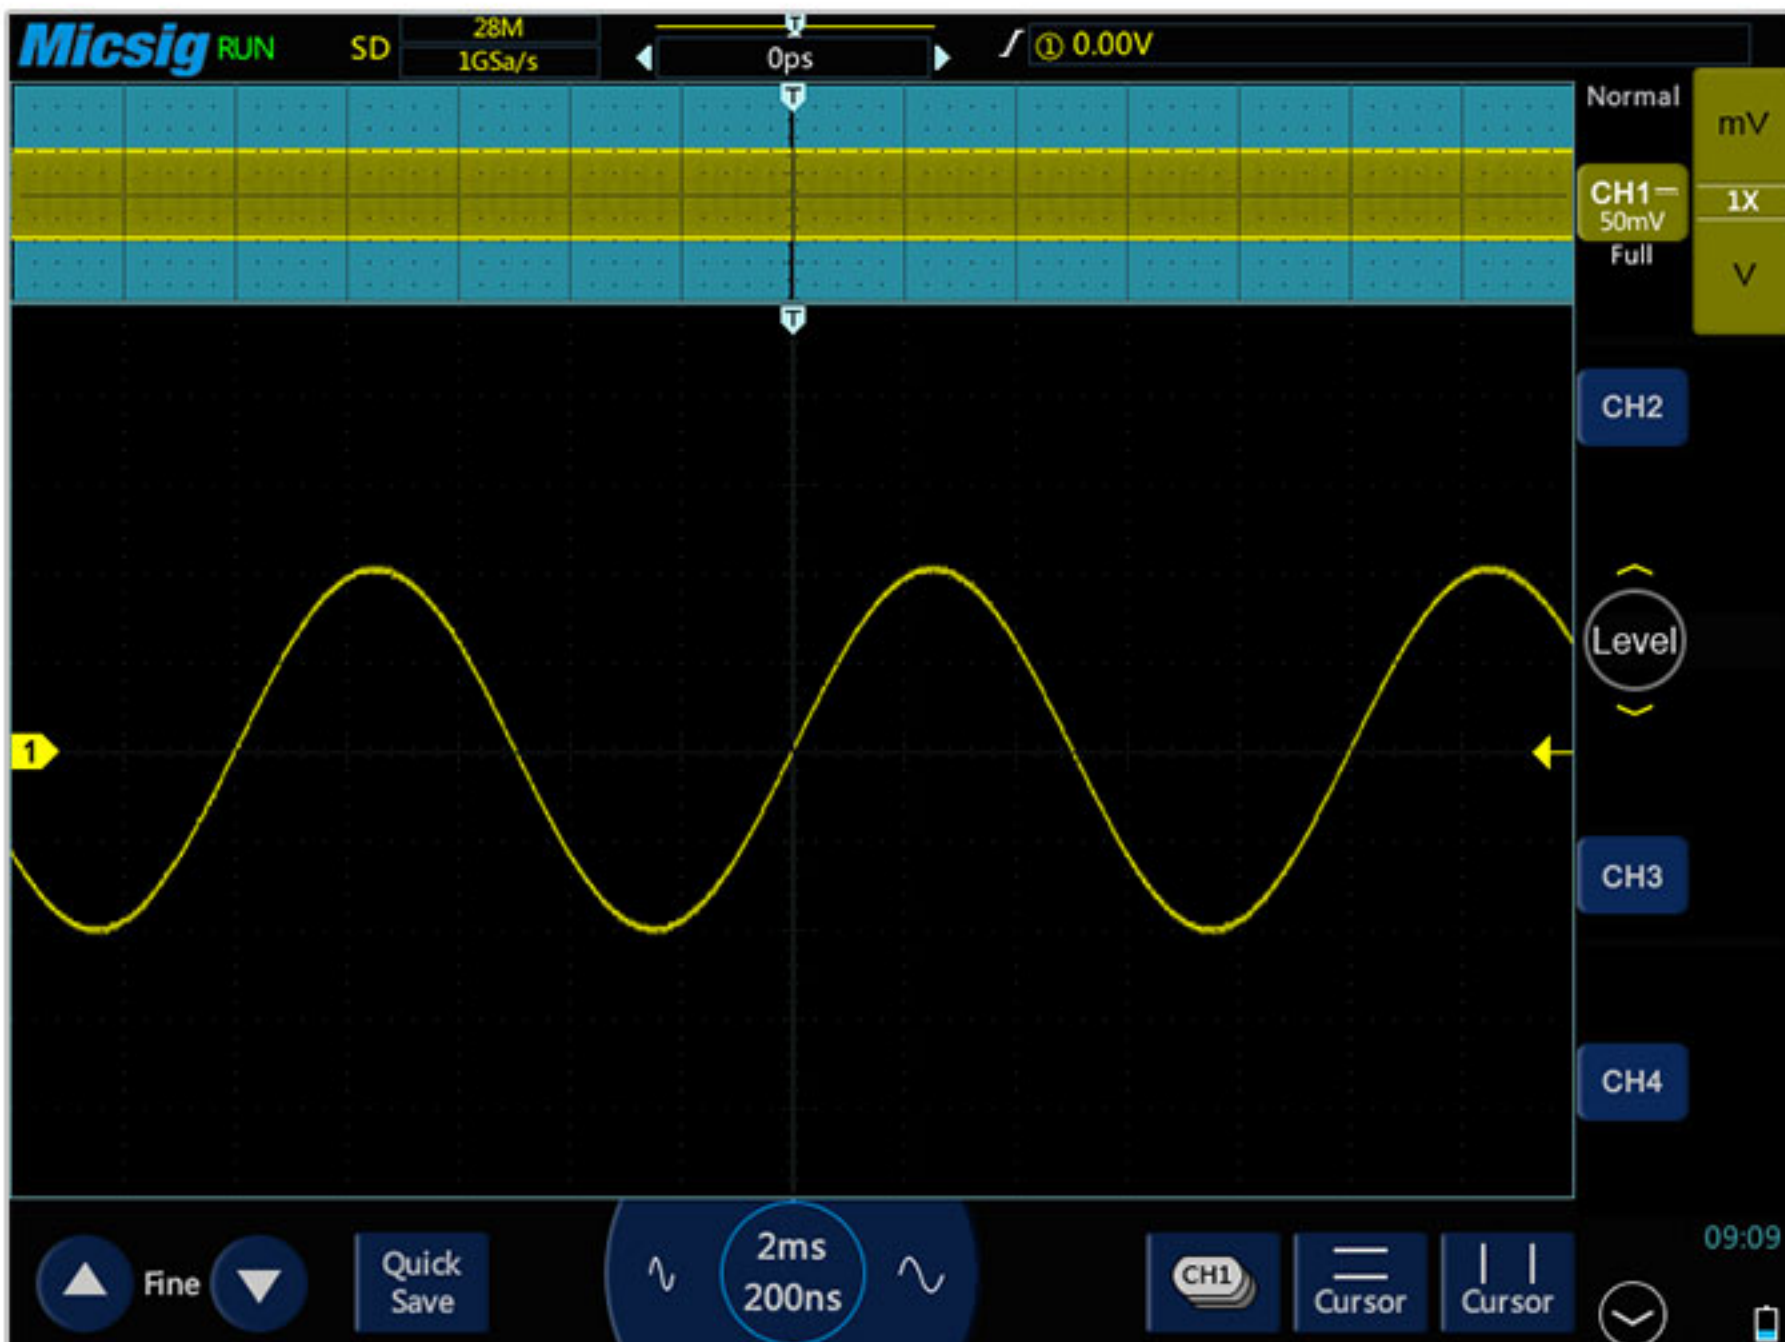 Micsig RUN SD 28M 0ps ① 0.00V
1GSa/s
T
T
T
Normal
mV
CH1
50mV
1X
Full
V
CH2
Level
1
CH3
CH4
Fine
Quick
Save
2ms
200ns
CH1
Cursor
Cursor
09:09